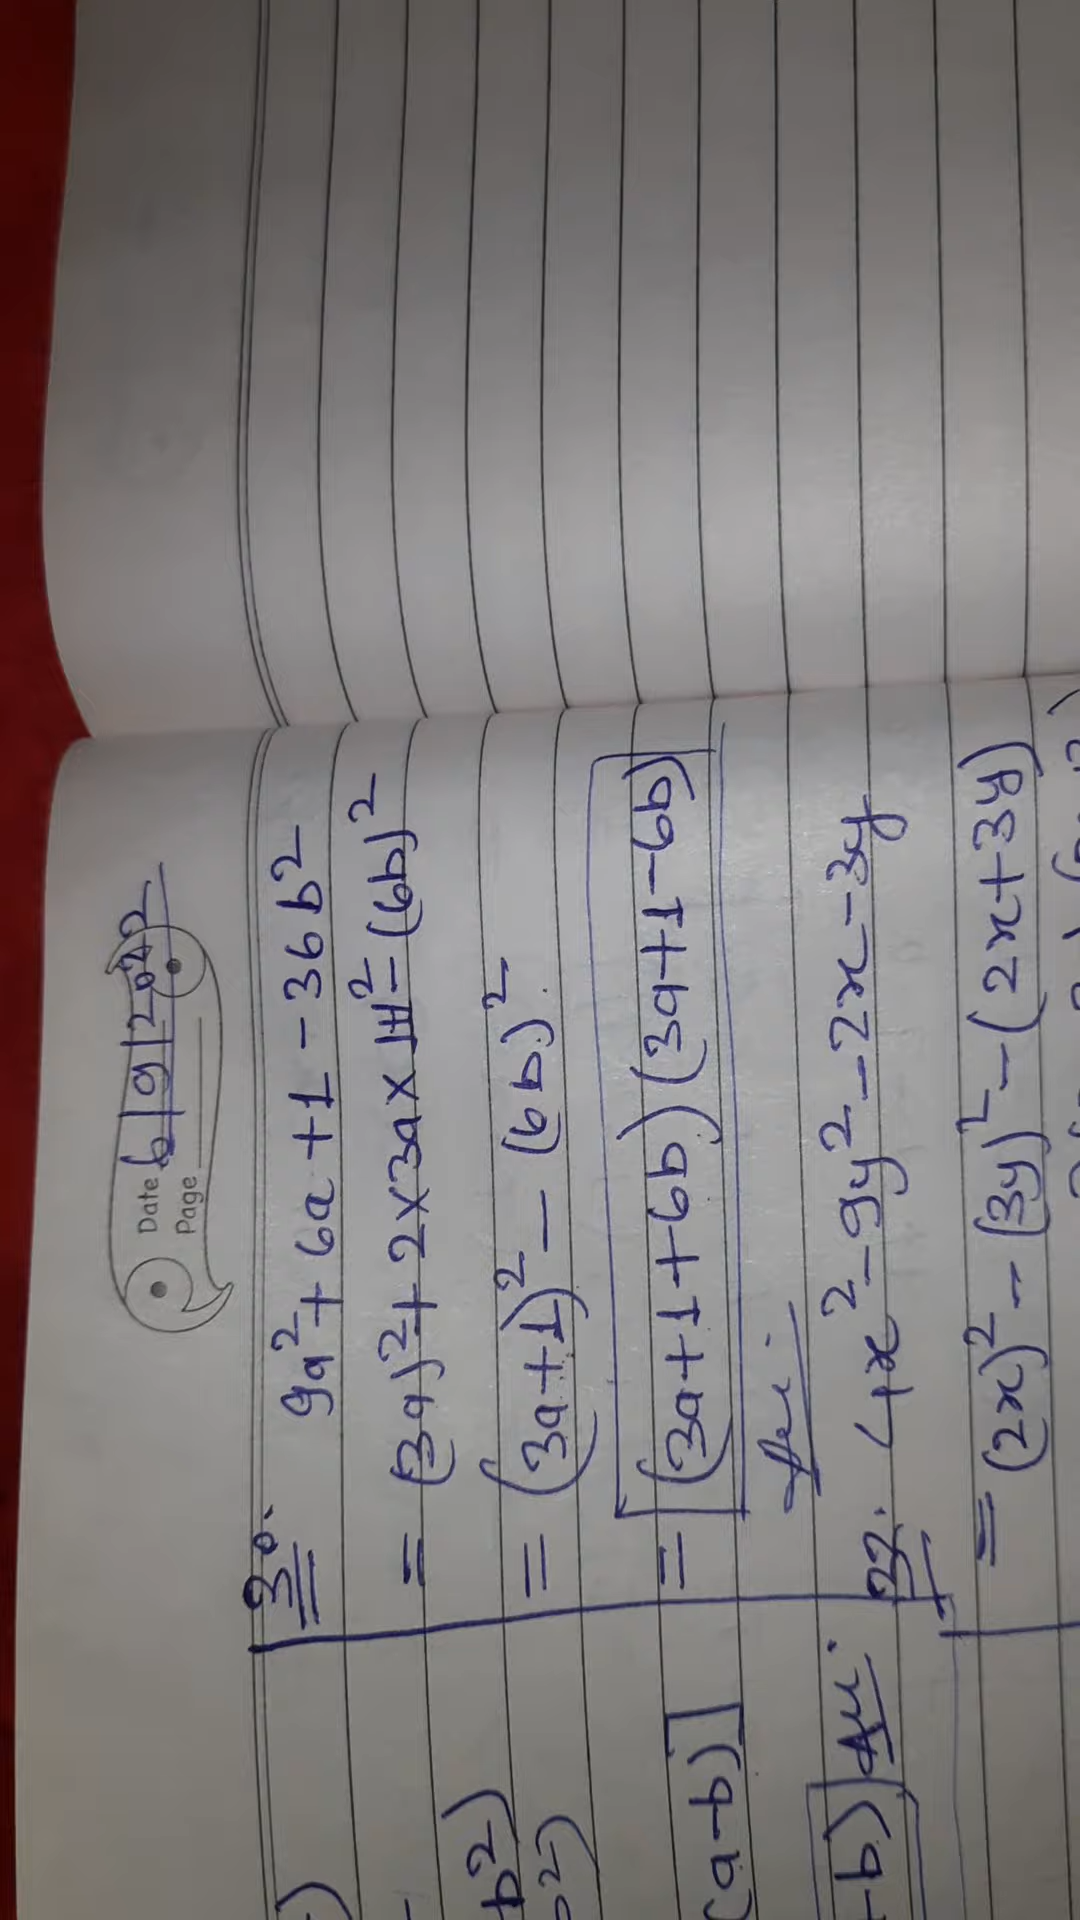 Date 6/9/2022
Page
30. 9a²+6a+1-36b²
= (3a)²+2×3a×1+1²-(6b)²
= (3a+1)²-(6b)²
= (3a+1+6b)(3a+1-6b)
Ans.
4x²-9y²-2x-3y
= (2x)²-(3y)²-(2x+3y)
b²)
(a-b)]
-b) Ans.